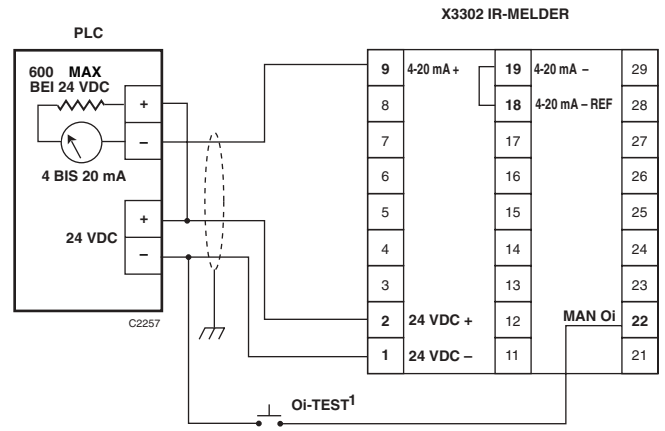 X3302 IR-MELDER
PLC
600 MAX
BEI 24 VDC
+
–
4 BIS 20 mA
+
24 VDC
–
C2257
9 4-20 mA + 19 4-20 mA – 29
8 18 4-20 mA – REF 28
7 17 27
6 16 26
5 15 25
4 14 24
3 13 23
2 24 VDC + 12 MAN Oi 22
1 24 VDC – 11 21
Oi-TEST1